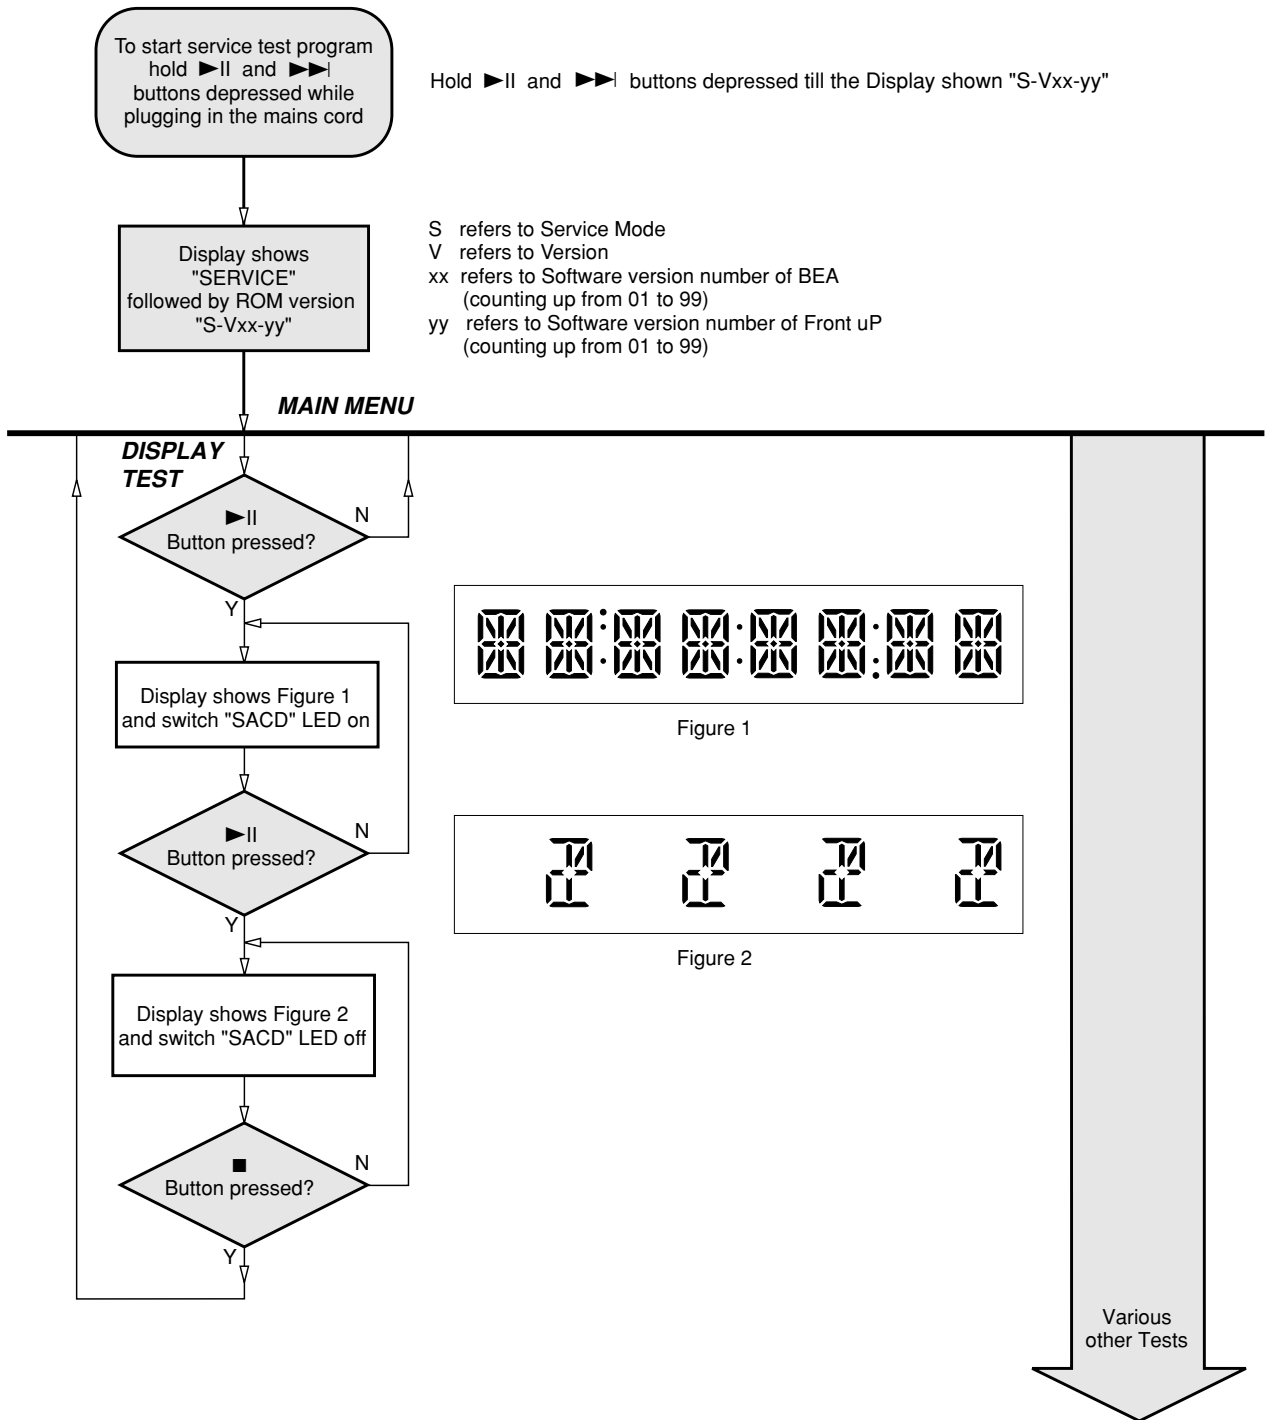 To start service test program
hold ►II and ►►I
buttons depressed while
plugging in the mains cord
Hold ►II and ►►I buttons depressed till the Display shown "S-Vxx-yy"
Display shows
"SERVICE"
followed by ROM version
"S-Vxx-yy"
S refers to Service Mode
V refers to Version
xx refers to Software version number of BEA
(counting up from 01 to 99)
yy refers to Software version number of Front uP
(counting up from 01 to 99)
MAIN MENU
DISPLAY
TEST
►II
Button pressed?
N
Y
Display shows Figure 1
and switch "SACD" LED on
Figure 1
►II
Button pressed?
N
Y
2 2 2 2
Figure 2
Display shows Figure 2
and switch "SACD" LED off
■
Button pressed?
N
Y
Various
other Tests